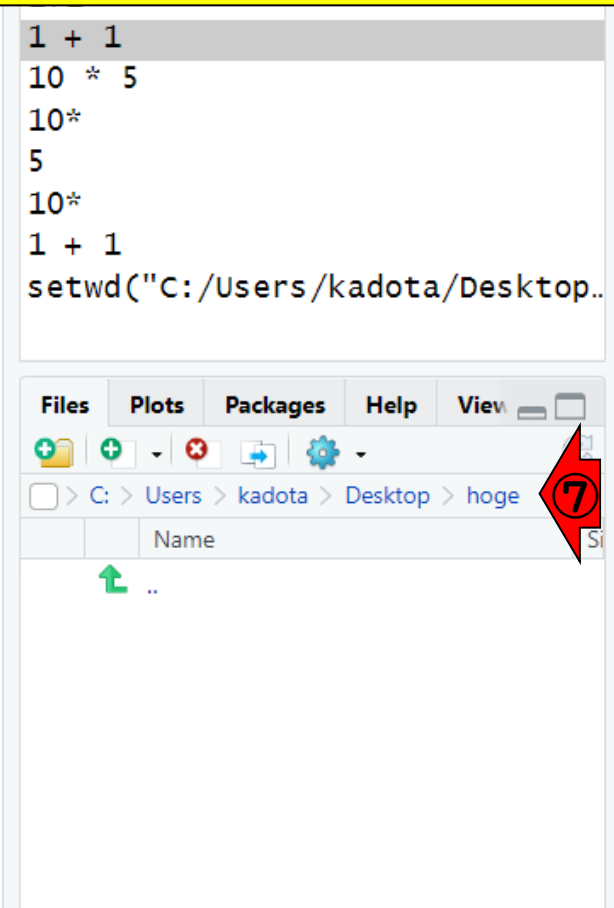 1 + 1
10 * 5
10*
5
10*
1 + 1
setwd("C:/Users/kadota/Desktop…
Files Plots Packages Help View
C: > Users > kadota > Desktop > hoge ⑦
Name Si
..